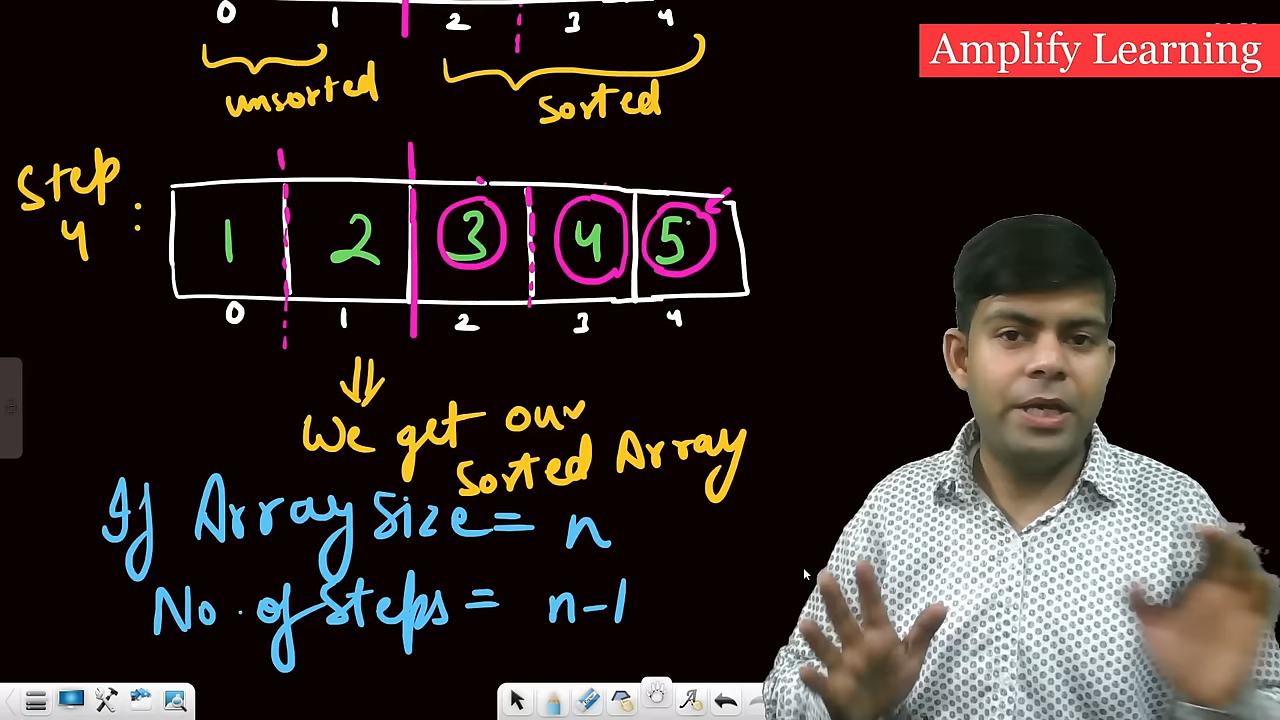 0 1 2 3 4
Amplify Learning
unsorted sorted
Step 4 :
1 2 3 4 5
0 1 2 3 4
We get our
sorted Array
If Array size = n
No. of steps = n-1